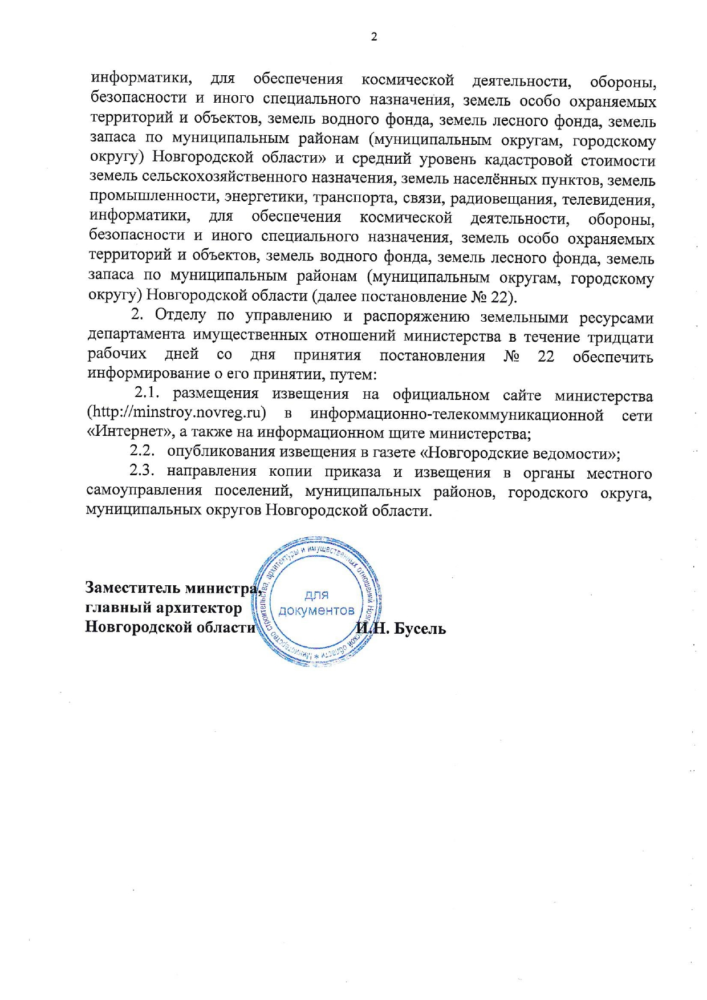 2
информатики, для обеспечения космической деятельности, обороны,
безопасности и иного специального назначения, земель особо охраняемых
территорий и объектов, земель водного фонда, земель лесного фонда, земель
запаса по муниципальным районам (муниципальным округам, городскому
округу) Новгородской области» и средний уровень кадастровой стоимости
земель сельскохозяйственного назначения, земель населённых пунктов, земель
промышленности, энергетики, транспорта, связи, радиовещания, телевидения,
информатики, для обеспечения космической деятельности, обороны,
безопасности и иного специального назначения, земель особо охраняемых
территорий и объектов, земель водного фонда, земель лесного фонда, земель
запаса по муниципальным районам (муниципальным округам, городскому
округу) Новгородской области (далее постановление № 22).
2. Отделу по управлению и распоряжению земельными ресурсами
департамента имущественных отношений министерства в течение тридцати
рабочих дней со дня принятия постановления № 22 обеспечить
информирование о его принятии, путем:
2.1. размещения извещения на официальном сайте министерства
(http://minstroy.novreg.ru) в информационно-телекоммуникационной сети
«Интернет», а также на информационном щите министерства;
2.2. опубликования извещения в газете «Новгородские ведомости»;
2.3. направления копии приказа и извещения в органы местного
самоуправления поселений, муниципальных районов, городского округа,
муниципальных округов Новгородской области.
Заместитель министра,
главный архитектор
Новгородской области И.Н. Бусель
Министерство строительства, архитектуры и имущественных отношений области *
для
документов